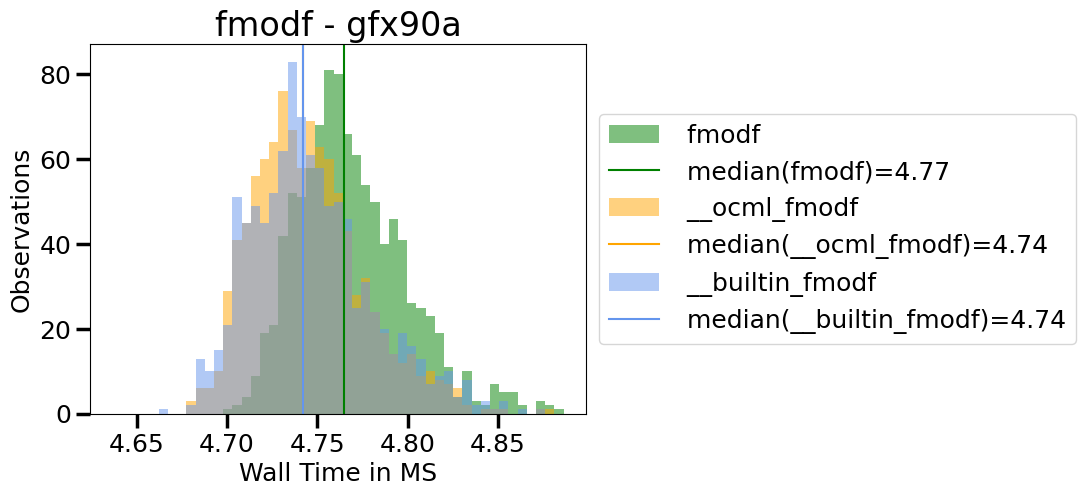 fmodf - gfx90a
Observations
80
60
40
20
0
4.65 4.70 4.75 4.80 4.85
Wall Time in MS
fmodf
median(fmodf)=4.77
__ocml_fmodf
median(__ocml_fmodf)=4.74
__builtin_fmodf
median(__builtin_fmodf)=4.74